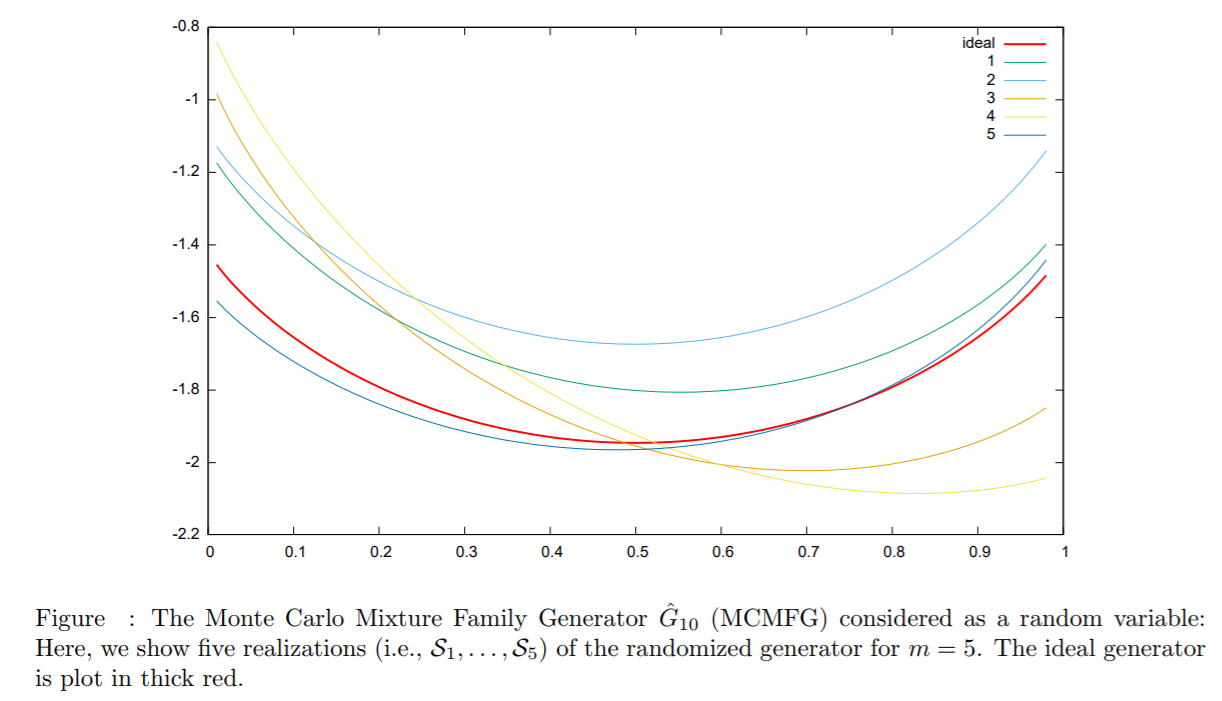 -0.8
-1
-1.2
-1.4
-1.6
-1.8
-2
-2.2
0 0.1 0.2 0.3 0.4 0.5 0.6 0.7 0.8 0.9 1
ideal
1
2
3
4
5
Figure : The Monte Carlo Mixture Family Generator Ĝ₁₀ (MCMFG) considered as a random variable:
Here, we show five realizations (i.e., 𝒮₁, . . . , 𝒮₅) of the randomized generator for m = 5. The ideal generator
is plot in thick red.